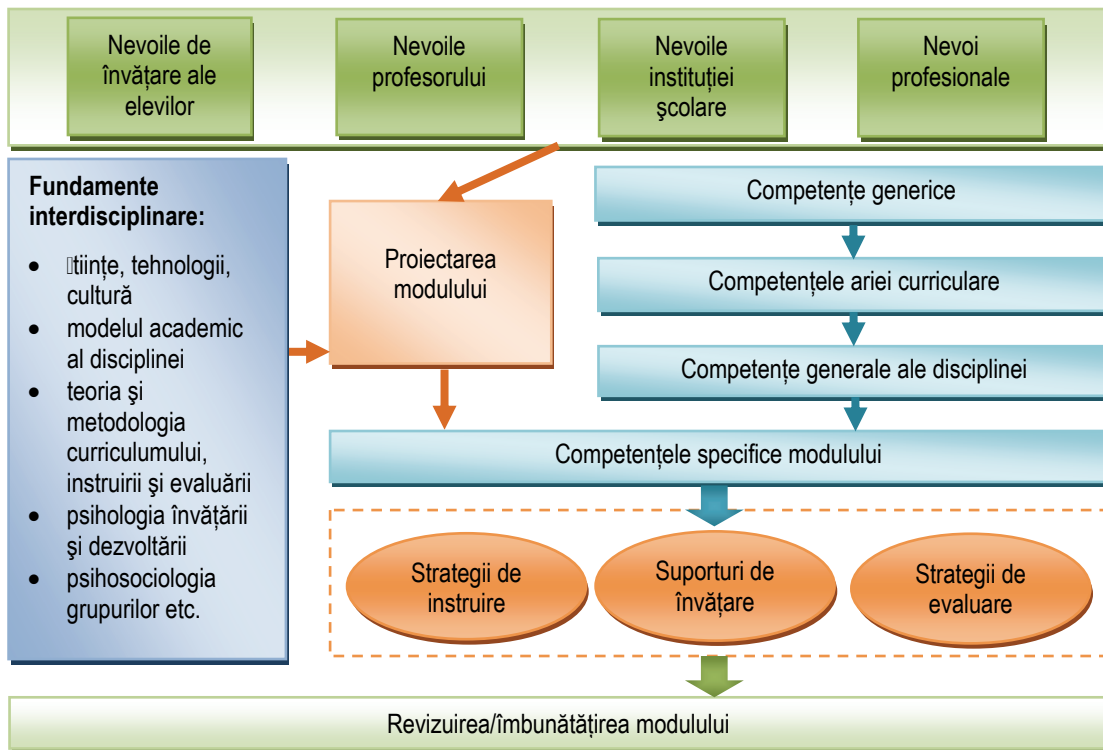 Nevoile de
învățare ale
elevilor
Nevoile
profesorului
Nevoile
instituției
şcolare
Nevoi
profesionale
Fundamente
interdisciplinare:
• tiințe, tehnologii,
cultură
• modelul academic
al disciplinei
• teoria şi
metodologia
curriculumului,
instruirii şi evaluării
• psihologia învățării
şi dezvoltării
• psihosociologia
grupurilor etc.
Proiectarea
modulului
Competențe generice
Competențele ariei curriculare
Competențe generale ale disciplinei
Competențele specifice modulului
Strategii de
instruire
Suporturi de
învățare
Strategii de
evaluare
Revizuirea/îmbunătățirea modulului